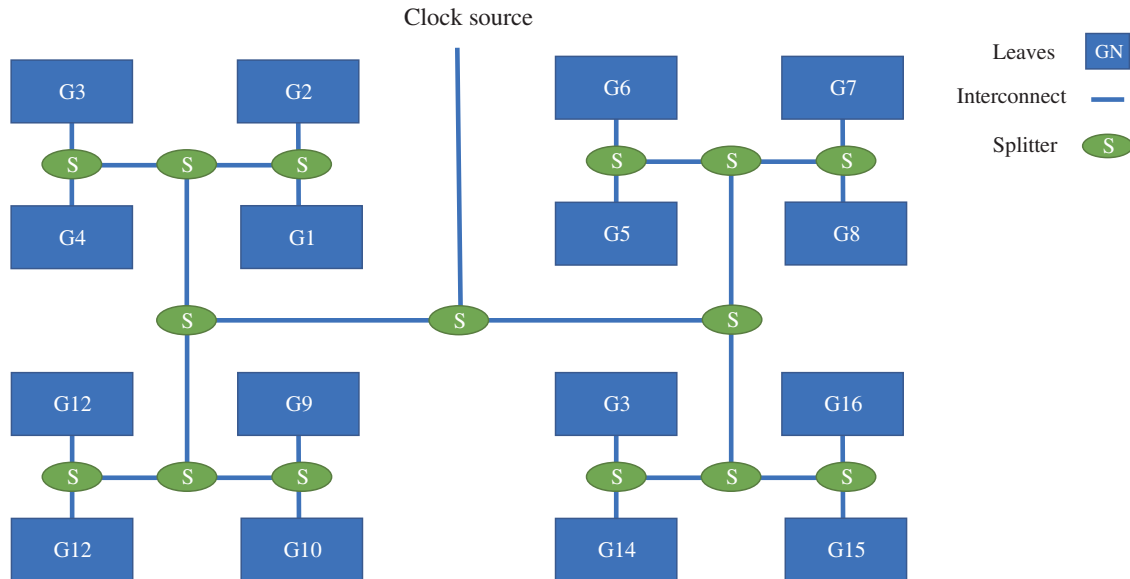 Clock source
G3
G2
G6
G7
Leaves
GN
Interconnect
Splitter
S
S
S
S
S
S
S
G4
G1
G5
G8
S
S
S
G12
G9
G3
G16
S
S
S
S
S
S
G12
G10
G14
G15